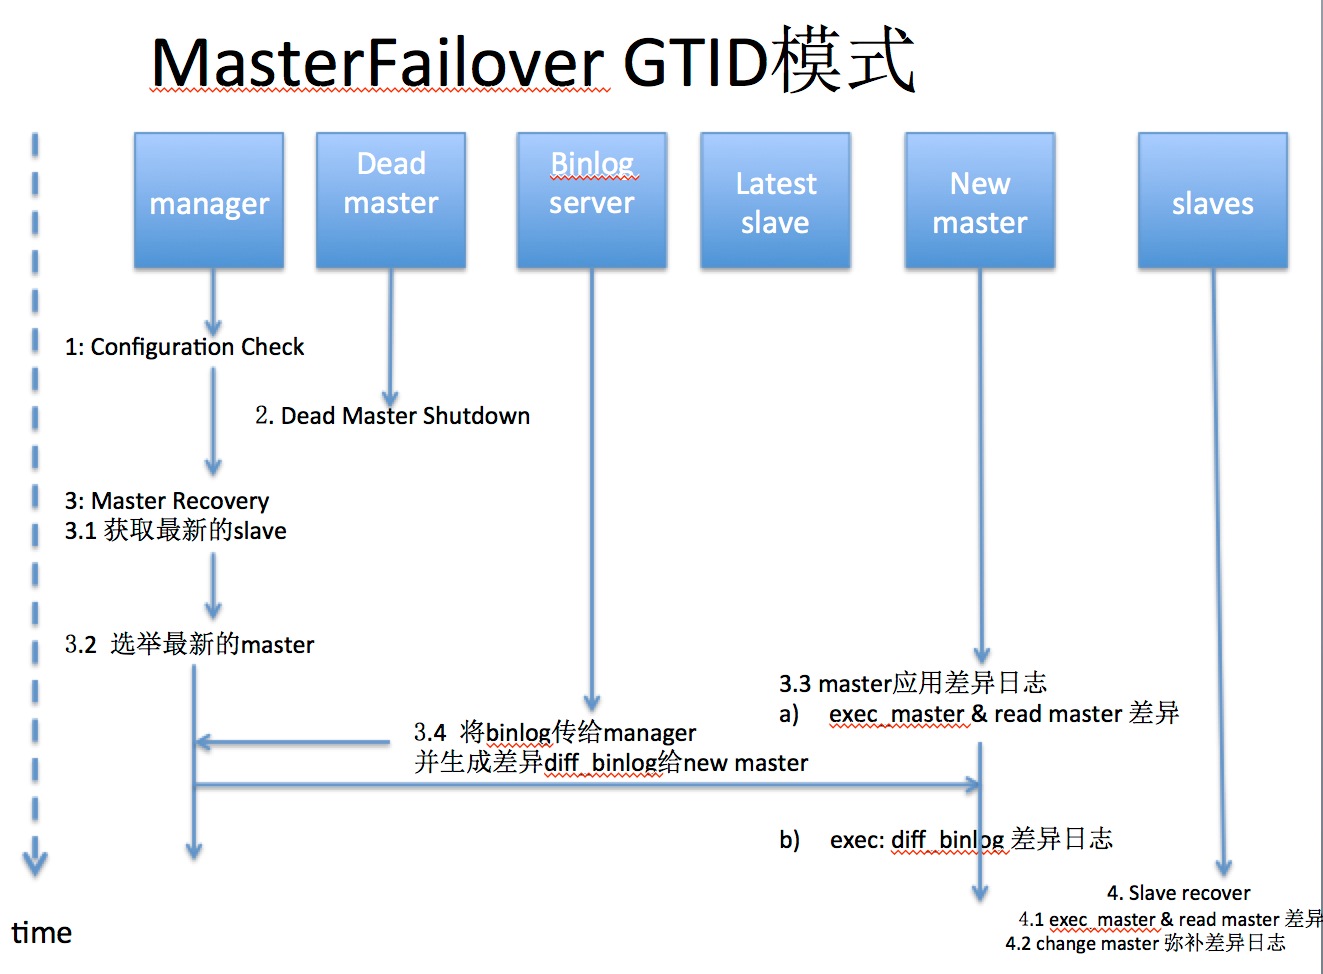 MasterFailover GTID模式
manager
Dead
master
Binlog
server
Latest
slave
New
master
slaves
1: Configuration Check
2. Dead Master Shutdown
3: Master Recovery
3.1 获取最新的slave
3.2 选举最新的master
3.3 master应用差异日志
a) exec_master & read master 差异
3.4 将binlog传给manager
并生成差异diff_binlog给new master
b) exec: diff_binlog 差异日志
4. Slave recover
4.1 exec_master & read master 差异
4.2 change master 弥补差异日志
time